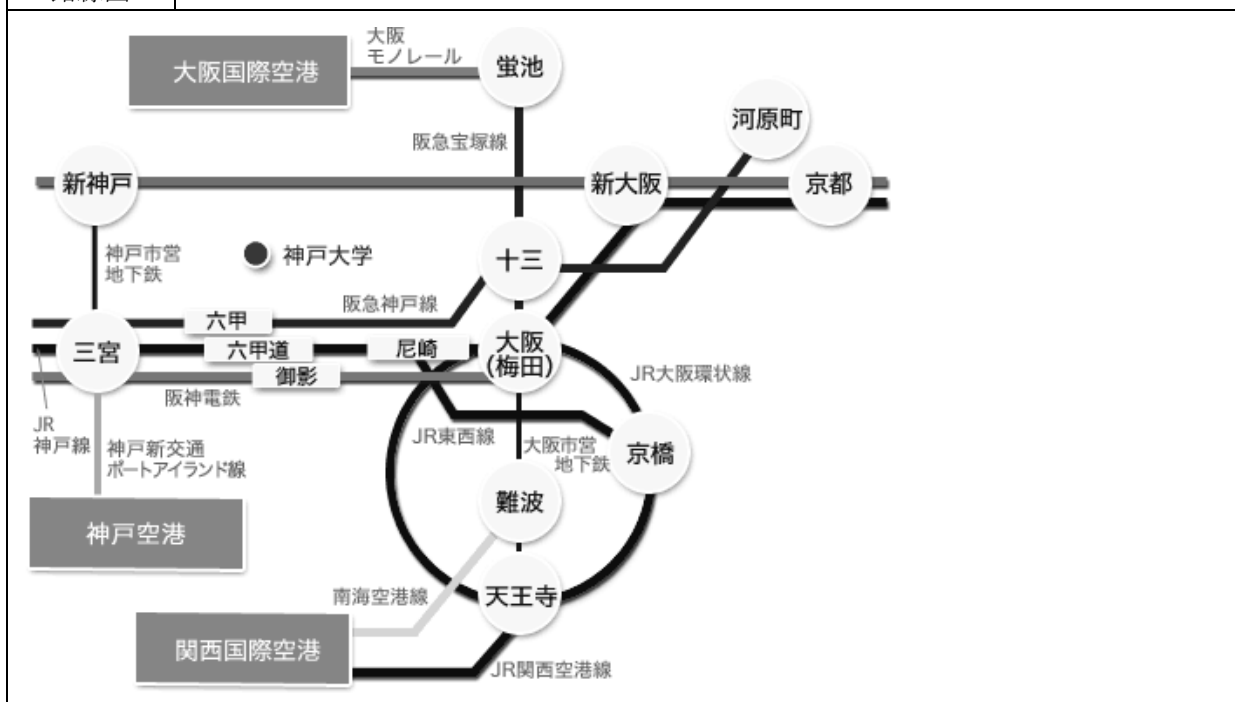 大阪
モノレール
大阪国際空港
蛍池
河原町
阪急宝塚線
新神戸
新大阪
京都
神戸市営
地下鉄
神戸大学
十三
阪急神戸線
六甲
三宮
六甲道
尼崎
大阪
(梅田)
御影
JR大阪環状線
阪神電鉄
JR
神戸線
神戸新交通
ポートアイランド線
JR東西線
大阪市営
地下鉄
京橋
難波
神戸空港
天王寺
南海空港線
関西国際空港
JR関西空港線